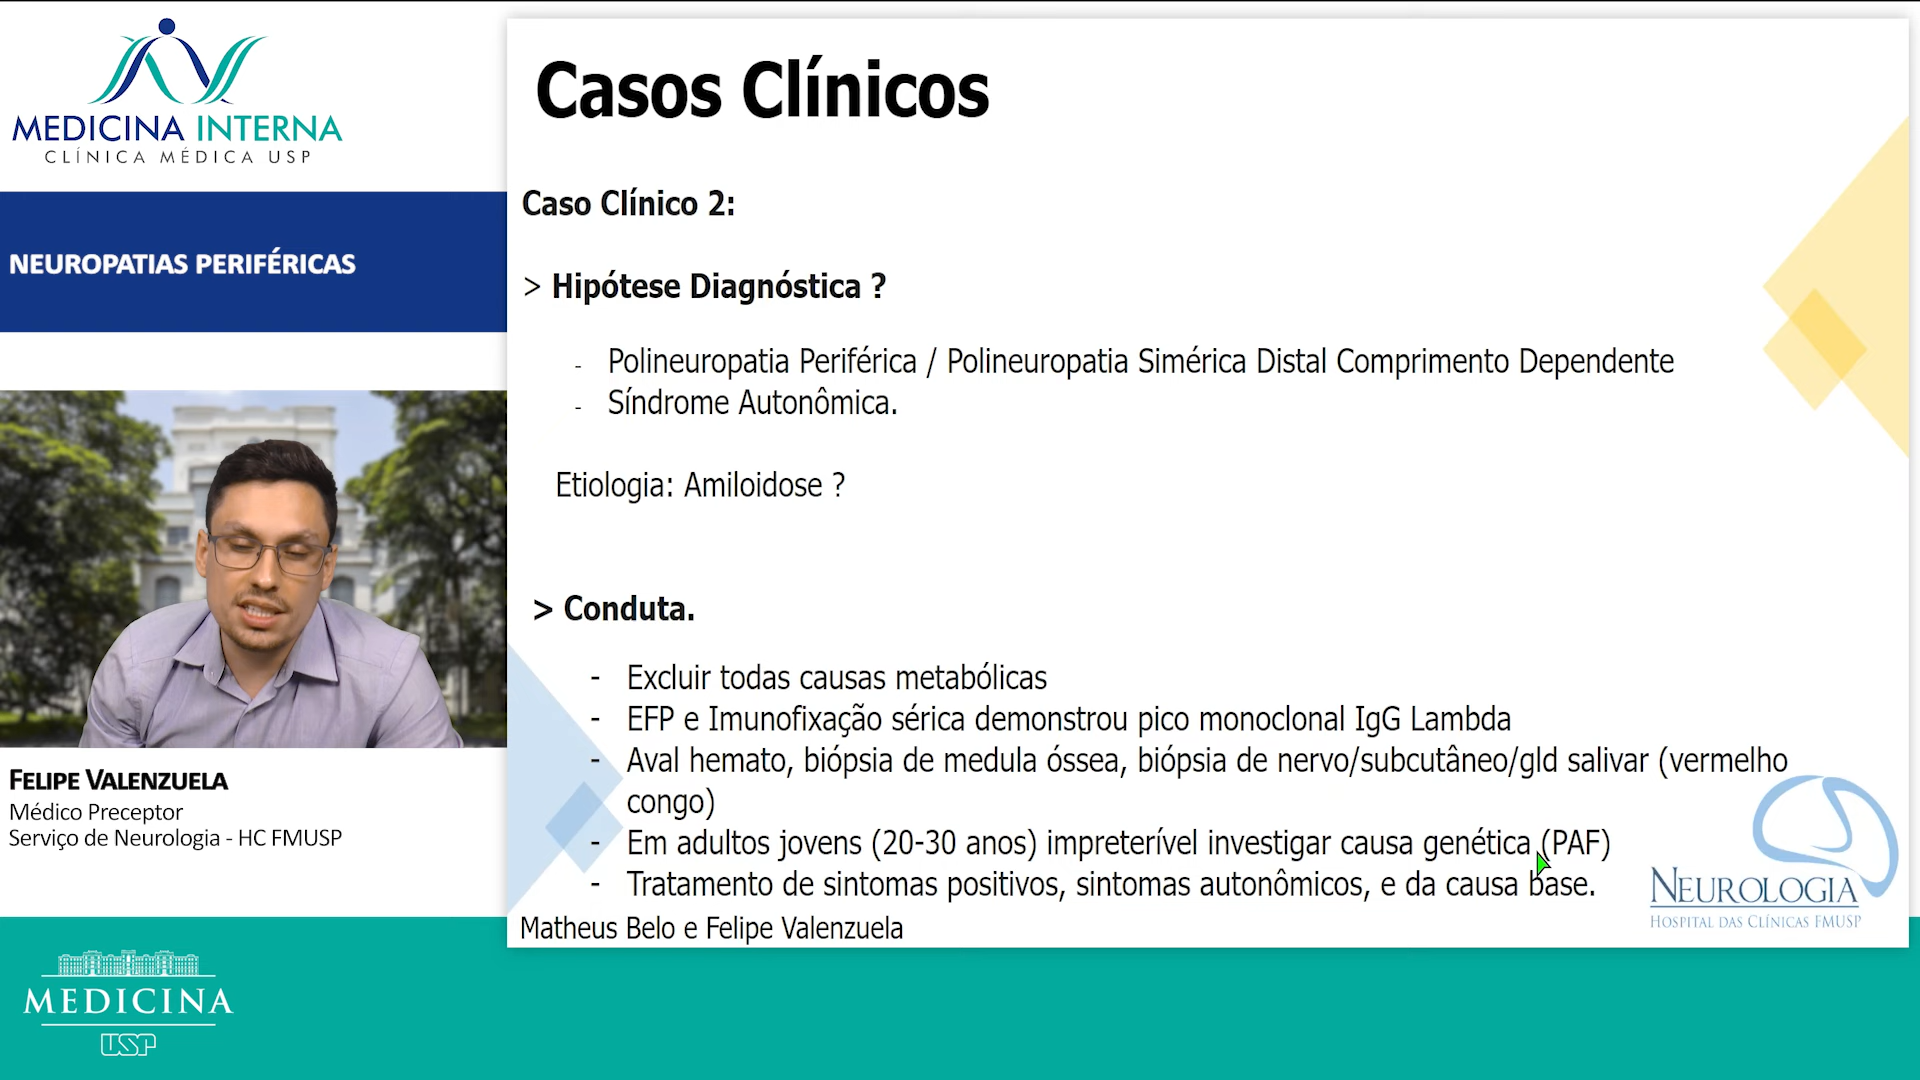 MEDICINA INTERNA
CLÍNICA MÉDICA USP
NEUROPATIAS PERIFÉRICAS
FELIPE VALENZUELA
Médico Preceptor
Serviço de Neurologia - HC FMUSP
MEDICINA
USP
Casos Clínicos
Caso Clínico 2:
> Hipótese Diagnóstica ?
- Polineuropatia Periférica / Polineuropatia Simérica Distal Comprimento Dependente
- Síndrome Autonômica.
Etiologia: Amiloidose ?
> Conduta.
- Excluir todas causas metabólicas
- EFP e Imunofixação sérica demonstrou pico monoclonal IgG Lambda
- Aval hemato, biópsia de medula óssea, biópsia de nervo/subcutâneo/gld salivar (vermelho
congo)
- Em adultos jovens (20-30 anos) impreterível investigar causa genética (PAF)
- Tratamento de sintomas positivos, sintomas autonômicos, e da causa base.
Matheus Belo e Felipe Valenzuela
NEUROLOGIA
HOSPITAL DAS CLÍNICAS FMUSP